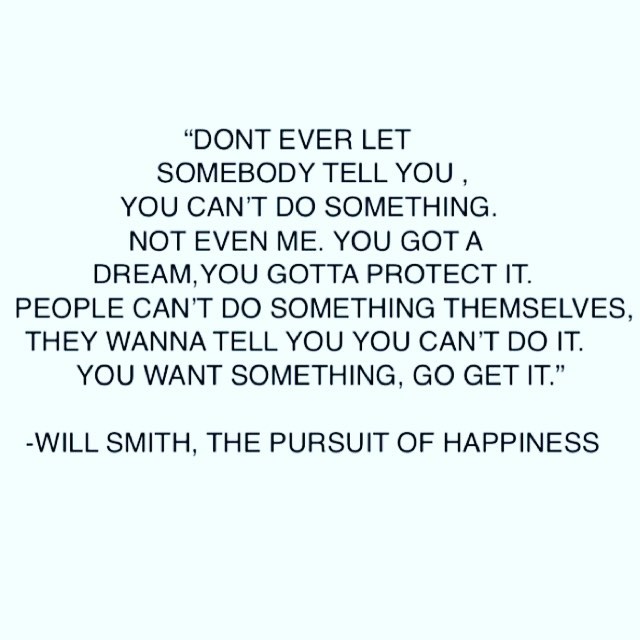 “DONT EVER LET
SOMEBODY TELL YOU ,
YOU CAN’T DO SOMETHING.
NOT EVEN ME. YOU GOT A
DREAM,YOU GOTTA PROTECT IT.
PEOPLE CAN’T DO SOMETHING THEMSELVES,
THEY WANNA TELL YOU YOU CAN’T DO IT.
YOU WANT SOMETHING, GO GET IT.”
-WILL SMITH, THE PURSUIT OF HAPPINESS